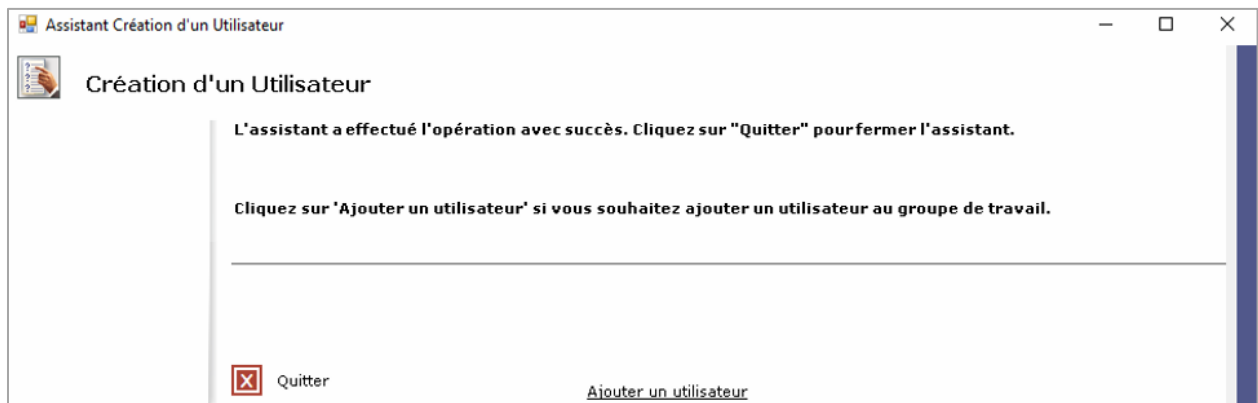 Assistant Création d'un Utilisateur
Création d'un Utilisateur
L'assistant a effectué l'opération avec succès. Cliquez sur "Quitter" pour fermer l'assistant.
Cliquez sur 'Ajouter un utilisateur' si vous souhaitez ajouter un utilisateur au groupe de travail.
Quitter
Ajouter un utilisateur